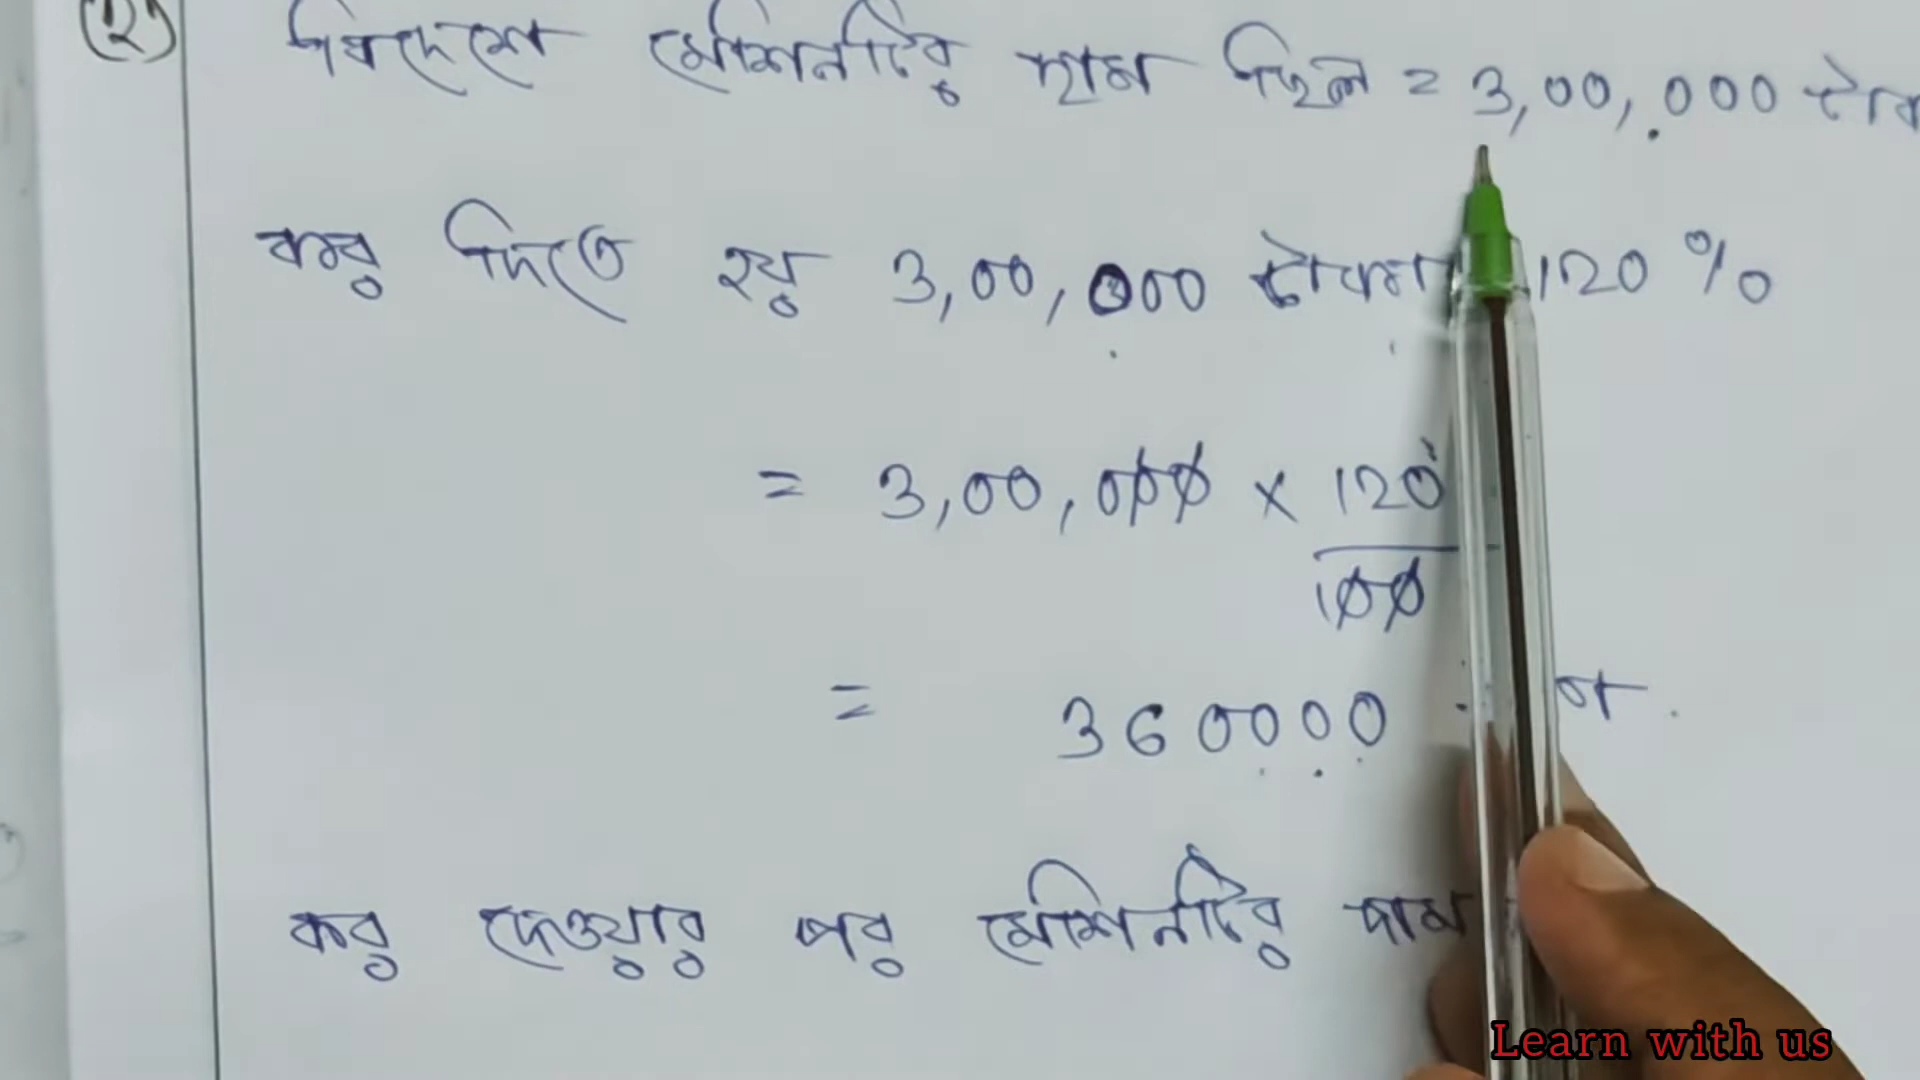 (2) বিদেশে মেশিনটির দাম ছিল = 3,00,000
কর দিতে হয় 3,00,000 টাকার 120 %
= 3,00,000 × 120
100
= 360000
কর দেওয়ার পর মেশিনটির দাম
Learn with us